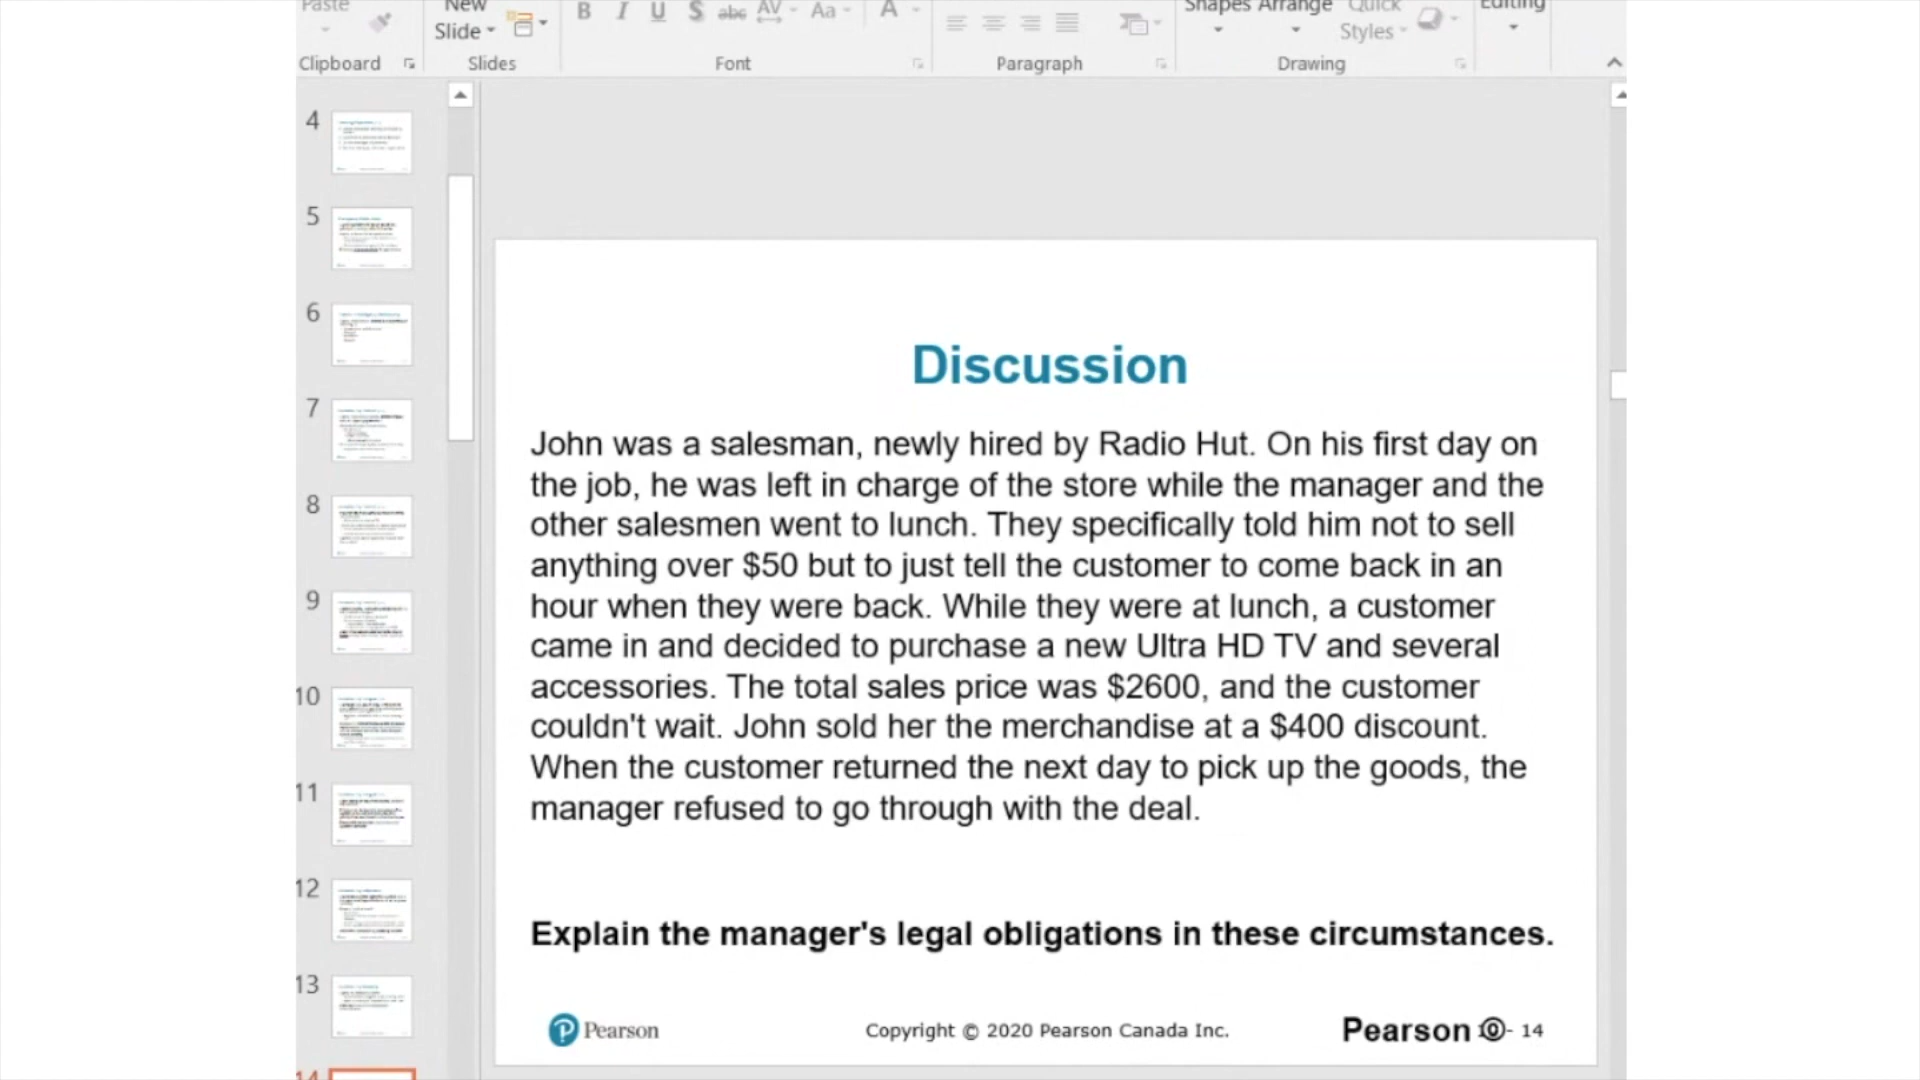 Paste
New
Slide
B I U S abc AV Aa A
Shapes Arrange Quick
Styles
Editing
Clipboard
Slides
Font
Paragraph
Drawing
4
5
6
7
8
9
10
11
12
13
14
Discussion
John was a salesman, newly hired by Radio Hut. On his first day on
the job, he was left in charge of the store while the manager and the
other salesmen went to lunch. They specifically told him not to sell
anything over $50 but to just tell the customer to come back in an
hour when they were back. While they were at lunch, a customer
came in and decided to purchase a new Ultra HD TV and several
accessories. The total sales price was $2600, and the customer
couldn't wait. John sold her the merchandise at a $400 discount.
When the customer returned the next day to pick up the goods, the
manager refused to go through with the deal.
Explain the manager's legal obligations in these circumstances.
Pearson
Copyright © 2020 Pearson Canada Inc.
Pearson - 14